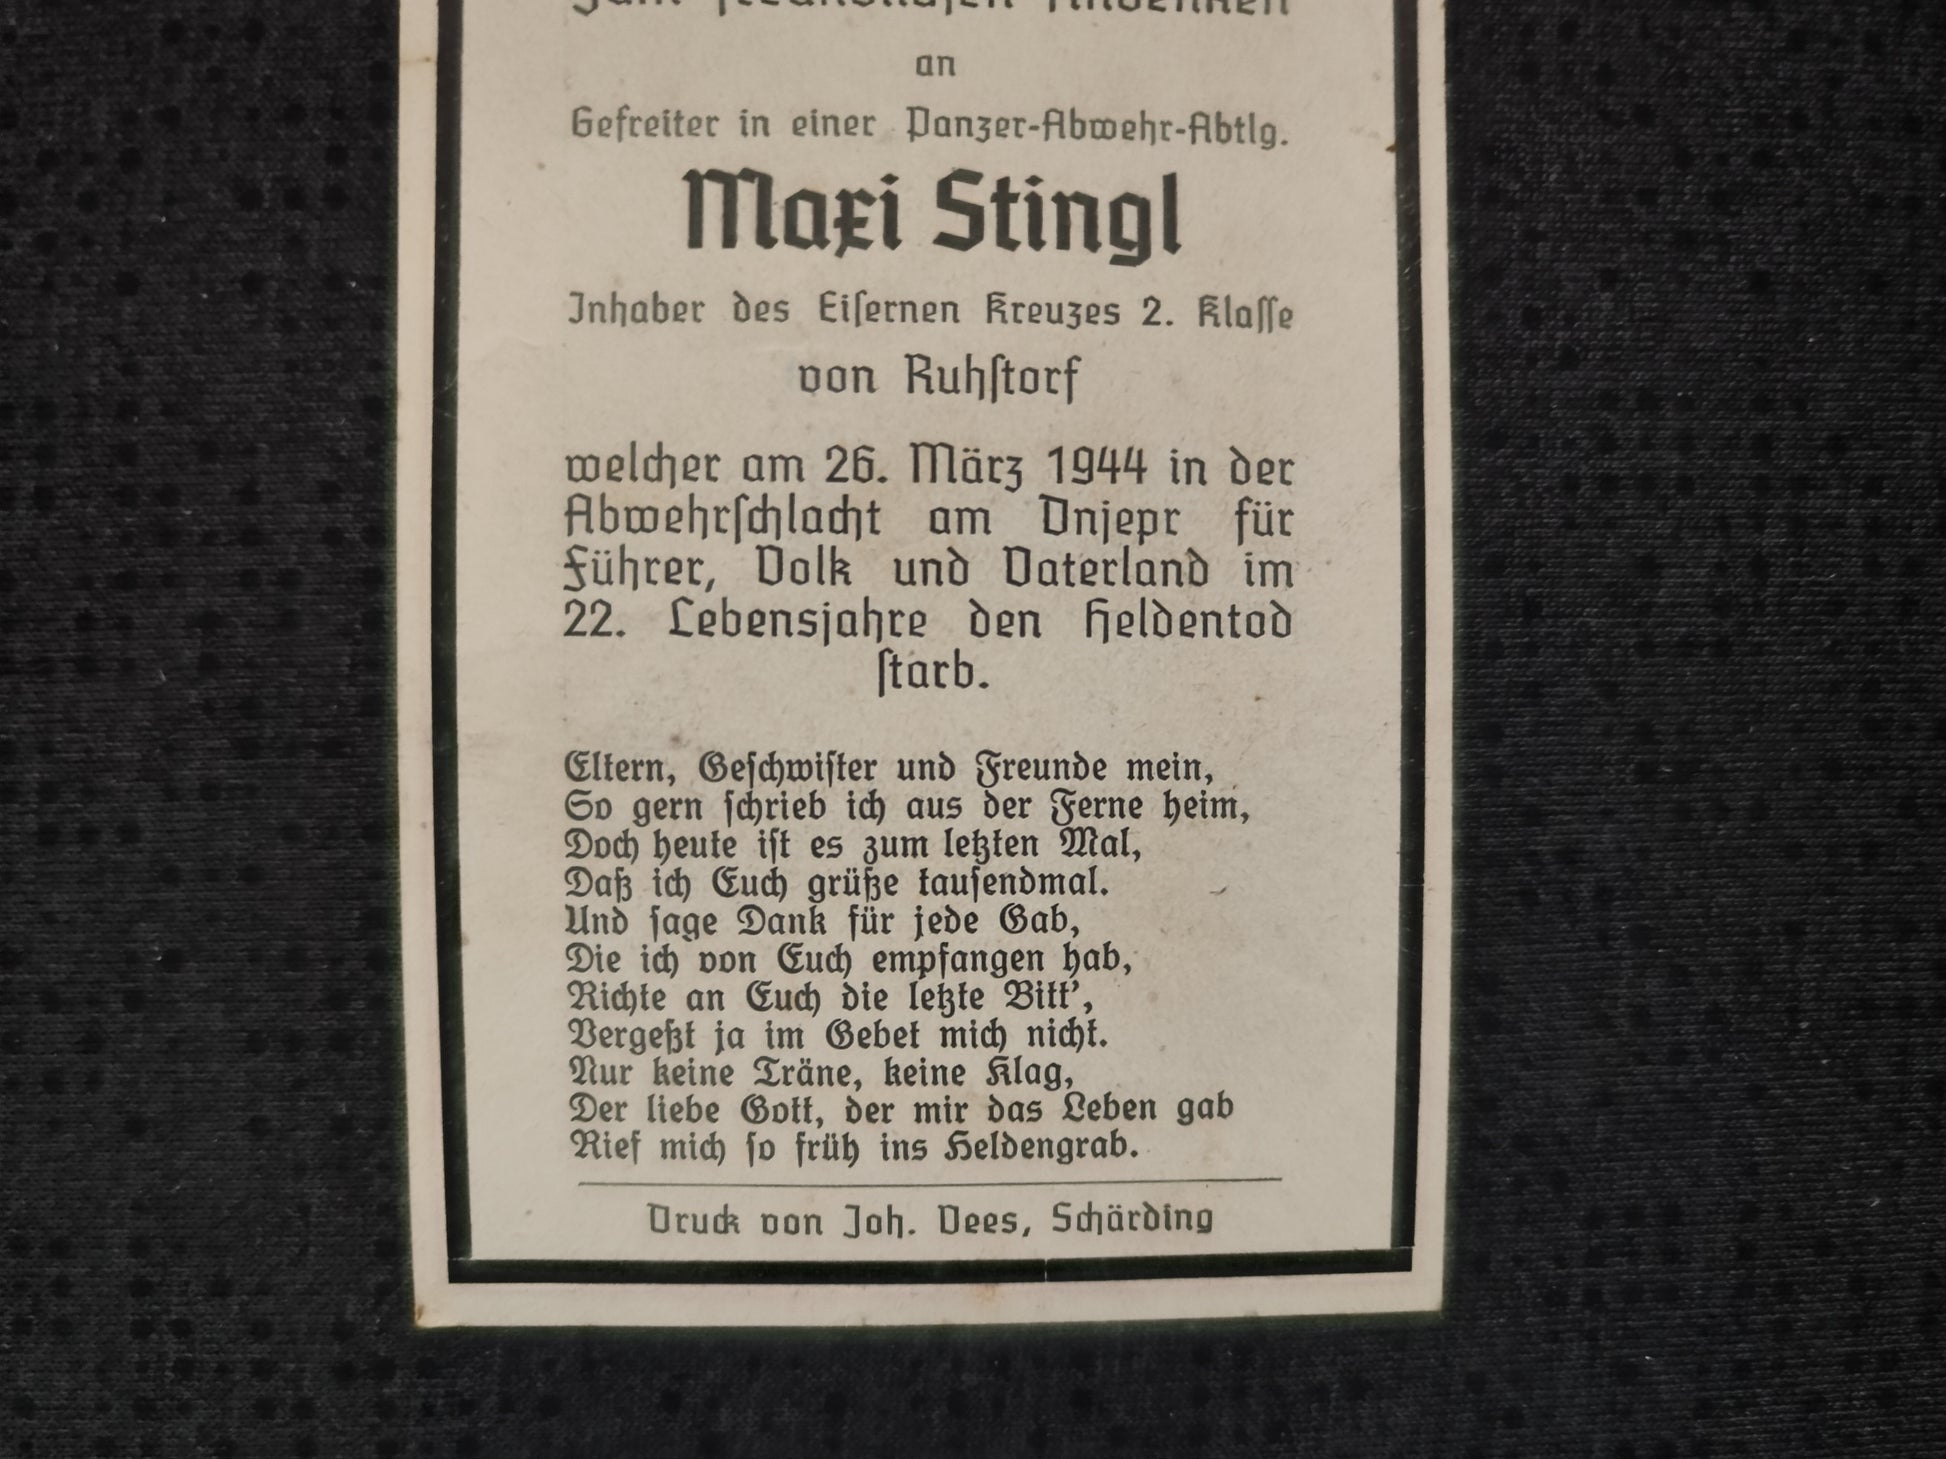 Zum Andenken
an
Gefreiter in einer Panzer-Abwehr-Abtlg.
Maxi Stingl
Inhaber des Eisernen Kreuzes 2. Klasse
von Ruhstorf
welcher am 26. März 1944 in der
Abwehrschlacht am Dnjepr für
Führer, Volk und Vaterland im
22. Lebensjahre den Heldentod
starb.
Eltern, Geschwister und Freunde mein,
So gern schrieb ich aus der Ferne heim,
Doch heute ist es zum letzten Mal,
Daß ich Euch grüße tausendmal.
Und sage Dank für jede Gab,
Die ich von Euch empfangen hab,
Richte an Euch die letzte Bitt',
Vergeßt ja im Gebet mich nicht.
Nur keine Träne, keine Klag,
Der liebe Gott, der mir das Leben gab
Rief mich so früh ins Heldengrab.
Druck von Joh. Vees, Schärding